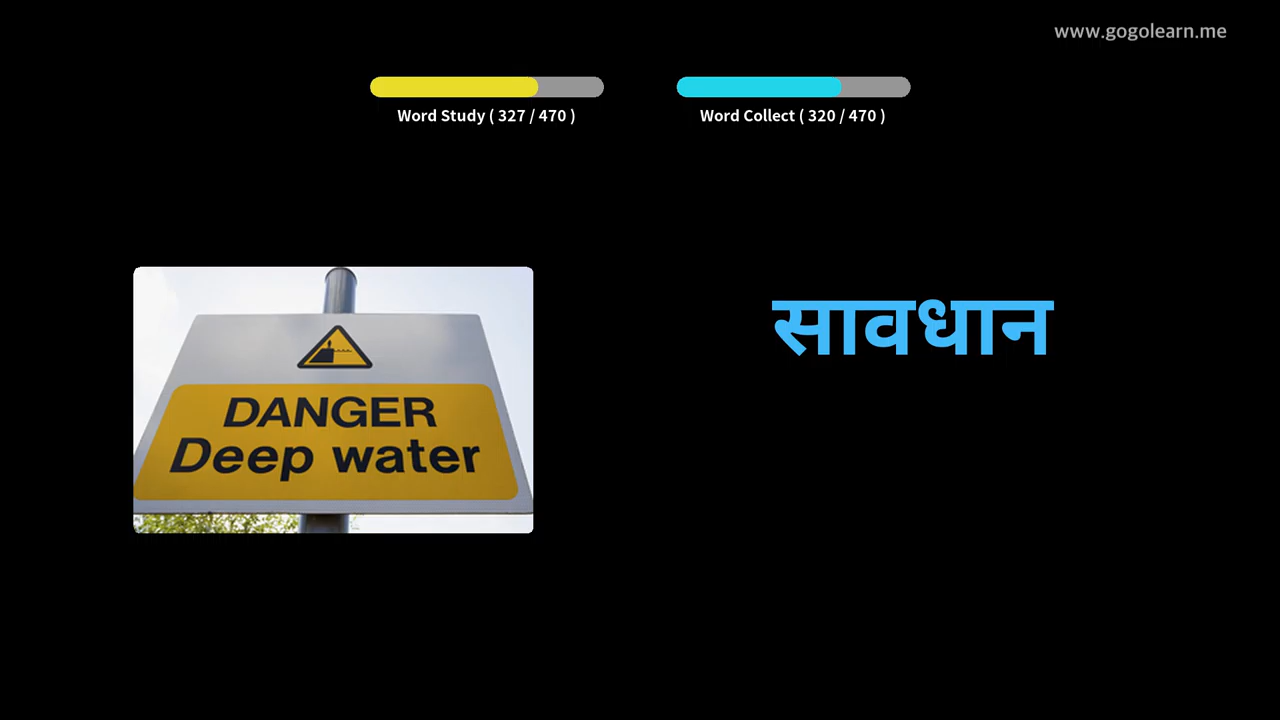 www.gogolearn.me
Word Study ( 327 / 470 )
Word Collect ( 320 / 470 )
DANGER
Deep water
सावधान